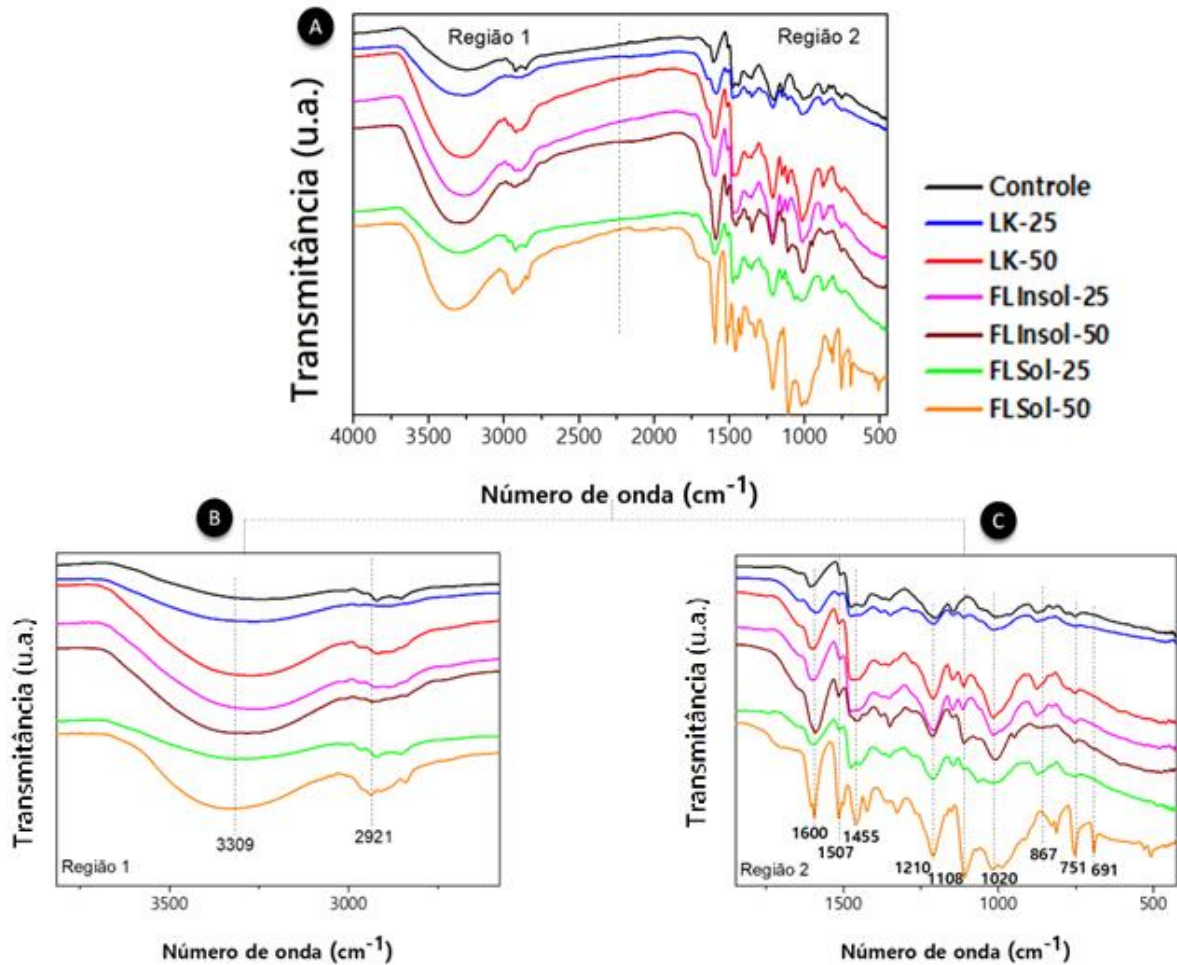 A
Região 1
Região 2
Transmitância (u.a.)
4000 3500 3000 2500 2000 1500 1000 500
Número de onda (cm⁻¹)
Controle
LK-25
LK-50
FLInsol-25
FLInsol-50
FLSol-25
FLSol-50
B
Transmitância (u.a.)
3309
2921
Região 1
3500 3000
Número de onda (cm⁻¹)
C
Transmitância (u.a.)
1600
1507
1455
1210
1108
1020
867
751
691
Região 2
1500 1000 500
Número de onda (cm⁻¹)